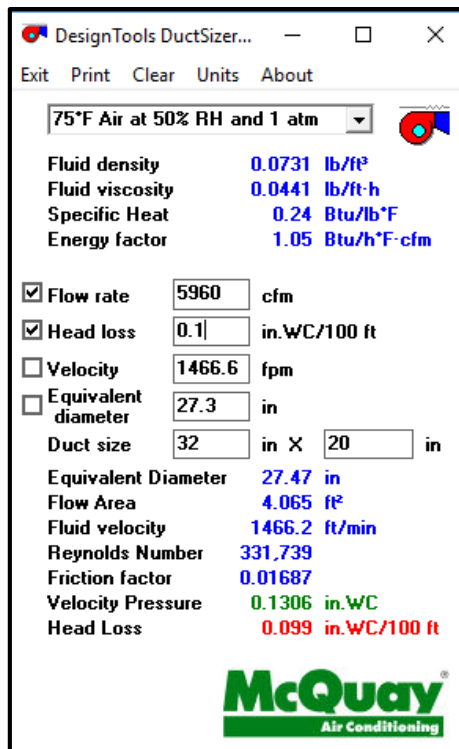 DesignTools DuctSizer...
Exit Print Clear Units About
75°F Air at 50% RH and 1 atm
Fluid density 0.0731 lb/ft³
Fluid viscosity 0.0441 lb/ft·h
Specific Heat 0.24 Btu/lb°F
Energy factor 1.05 Btu/h°F·cfm
Flow rate 5960 cfm
Head loss 0.1 in.WC/100 ft
Velocity 1466.6 fpm
Equivalent diameter 27.3 in
Duct size 32 in X 20 in
Equivalent Diameter 27.47 in
Flow Area 4.065 ft²
Fluid velocity 1466.2 ft/min
Reynolds Number 331,739
Friction factor 0.01687
Velocity Pressure 0.1306 in.WC
Head Loss 0.099 in.WC/100 ft
McQuay®
Air Conditioning